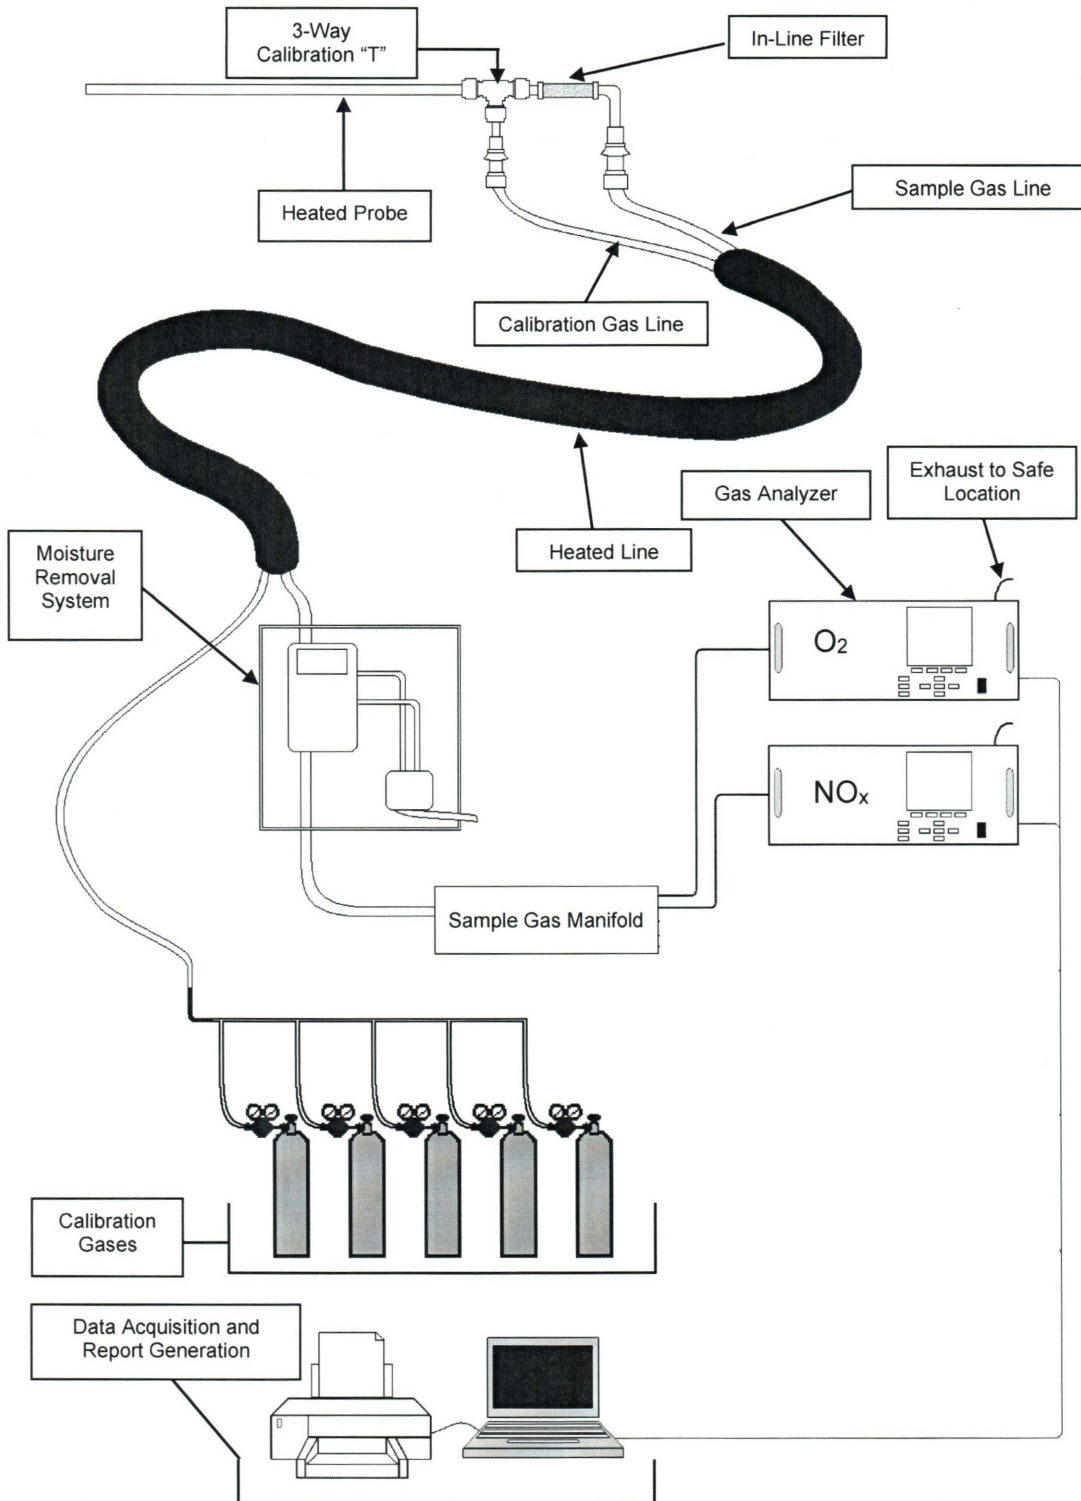 3-Way
Calibration “T”
In-Line Filter
Heated Probe
Sample Gas Line
Calibration Gas Line
Gas Analyzer
Exhaust to Safe
Location
Heated Line
Moisture
Removal
System
O₂
NOₓ
Sample Gas Manifold
Calibration
Gases
Data Acquisition and
Report Generation